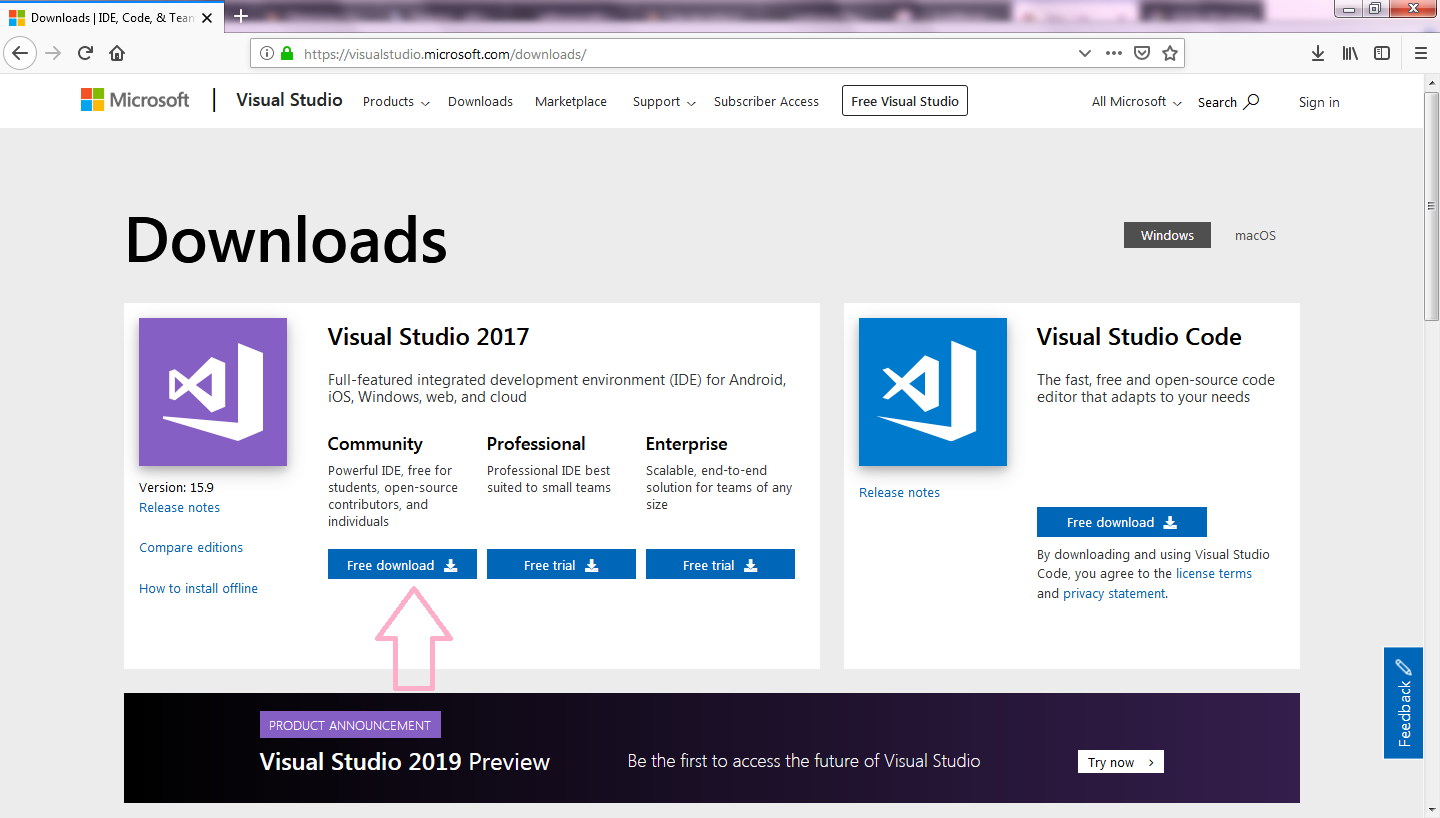 Downloads | IDE, Code, & Team
https://visualstudio.microsoft.com/downloads/
Microsoft
Visual Studio
Products
Downloads
Marketplace
Support
Subscriber Access
Free Visual Studio
All Microsoft
Search
Sign in
Downloads
Windows
macOS
Visual Studio 2017
Full-featured integrated development environment (IDE) for Android,
iOS, Windows, web, and cloud
Version: 15.9
Release notes
Compare editions
How to install offline
Community
Powerful IDE, free for
students, open-source
contributors, and
individuals
Free download
Professional
Professional IDE best
suited to small teams
Free trial
Enterprise
Scalable, end-to-end
solution for teams of any
size
Free trial
Visual Studio Code
The fast, free and open-source code
editor that adapts to your needs
Release notes
Free download
By downloading and using Visual Studio
Code, you agree to the license terms
and privacy statement.
Feedback
PRODUCT ANNOUNCEMENT
Visual Studio 2019 Preview
Be the first to access the future of Visual Studio
Try now